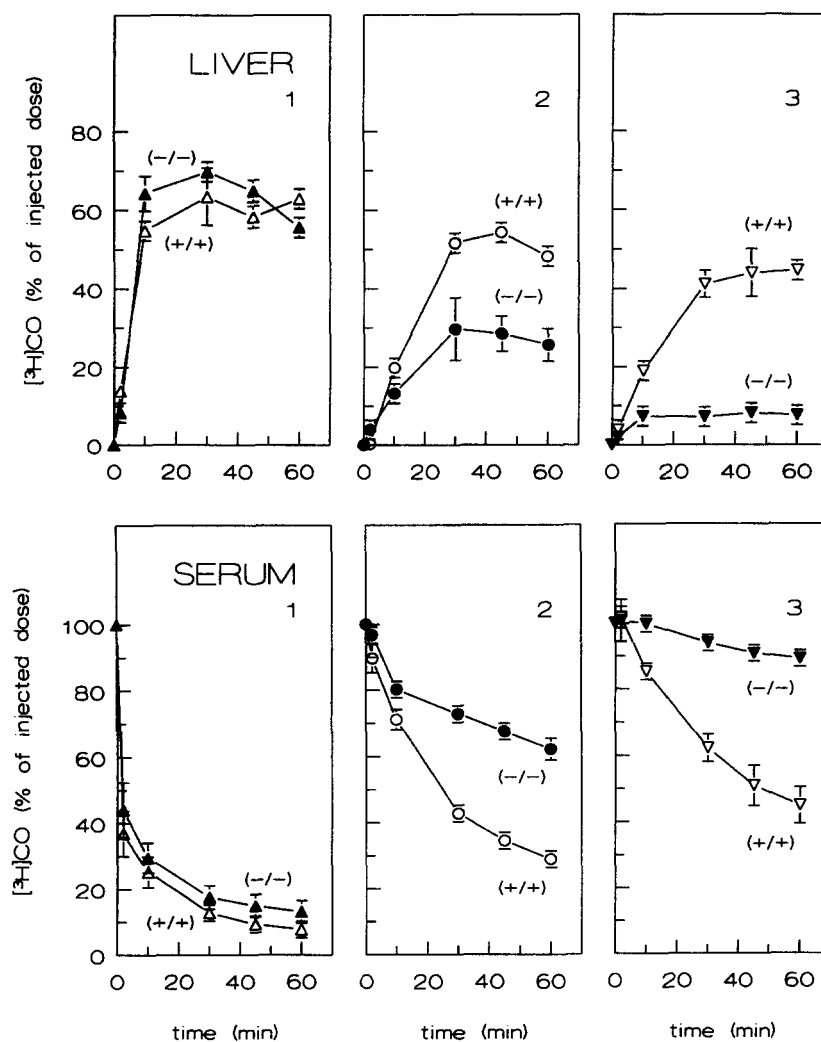 LIVER
1
2
3
[³H]CO (% of injected dose)
80
60
40
20
0
(-/-)
(+/+)
(+/+)
(-/-)
(+/+)
(-/-)
0 20 40 60
0 20 40 60
0 20 40 60
SERUM
1
2
3
[³H]CO (% of injected dose)
100
80
60
40
20
0
(-/-)
(+/+)
(-/-)
(+/+)
(-/-)
(+/+)
0 20 40 60
0 20 40 60
0 20 40 60
time (min)
time (min)
time (min)